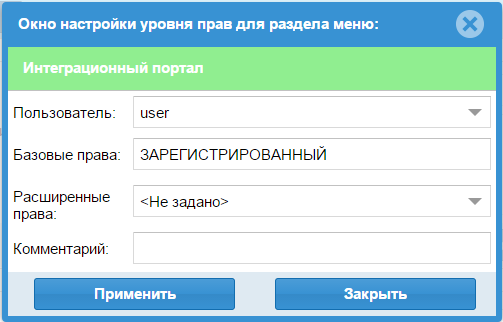 Окно настройки уровня прав для раздела меню:
Интеграционный портал
Пользователь: user
Базовые права: ЗАРЕГИСТРИРОВАННЫЙ
Расширенные права: <Не задано>
Комментарий:
Применить Закрыть